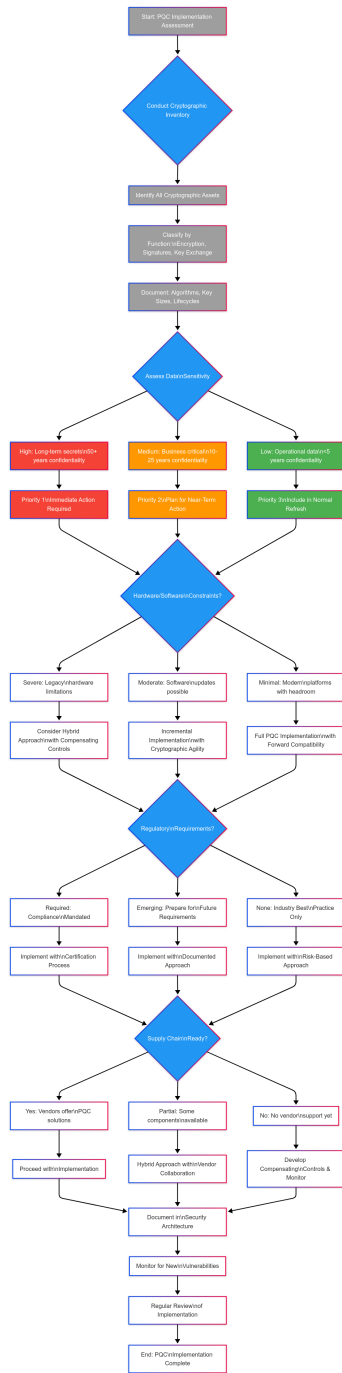 Start: PQC Implementation
Assessment
Conduct Cryptographic
Inventory
Identify All Cryptographic Assets
Classify by
Function:\nEncryption,
Signatures, Key Exchange
Document: Algorithms, Key
Sizes, Lifecycles
Assess Data\nSensitivity
High: Long-term secrets\n50+
years confidentiality
Medium: Business critical\n10-
25 years confidentiality
Low: Operational data\n<5
years confidentiality
Priority 1\nImmediate Action
Required
Priority 2\nPlan for Near-Term
Action
Priority 3\nInclude in Normal
Refresh
Hardware/Software\nConstraints?
Severe: Legacy\nhardware
limitations
Moderate: Software\nupdates
possible
Minimal: Modern\nplatforms
with headroom
Consider Hybrid
Approach\nwith Compensating
Controls
Incremental
Implementation\nwith
Cryptographic Agility
Full PQC Implementation\nwith
Forward Compatibility
Regulatory\nRequirements?
Required:
Compliance\nMandated
Emerging: Prepare for\nFuture
Requirements
None: Industry Best\nPractice
Only
Implement with\nCertification
Process
Implement with\nDocumented
Approach
Implement with\nRisk-Based
Approach
Supply Chain\nReady?
Yes: Vendors offer\nPQC
solutions
Partial: Some
components\navailable
No: No vendor\nsupport yet
Proceed with\nImplementation
Hybrid Approach with\nVendor
Collaboration
Develop
Compensating\nControls &
Monitor
Document in\nSecurity
Architecture
Monitor for New\nVulnerabilities
Regular Review\nof
Implementation
End: PQC\nImplementation
Complete